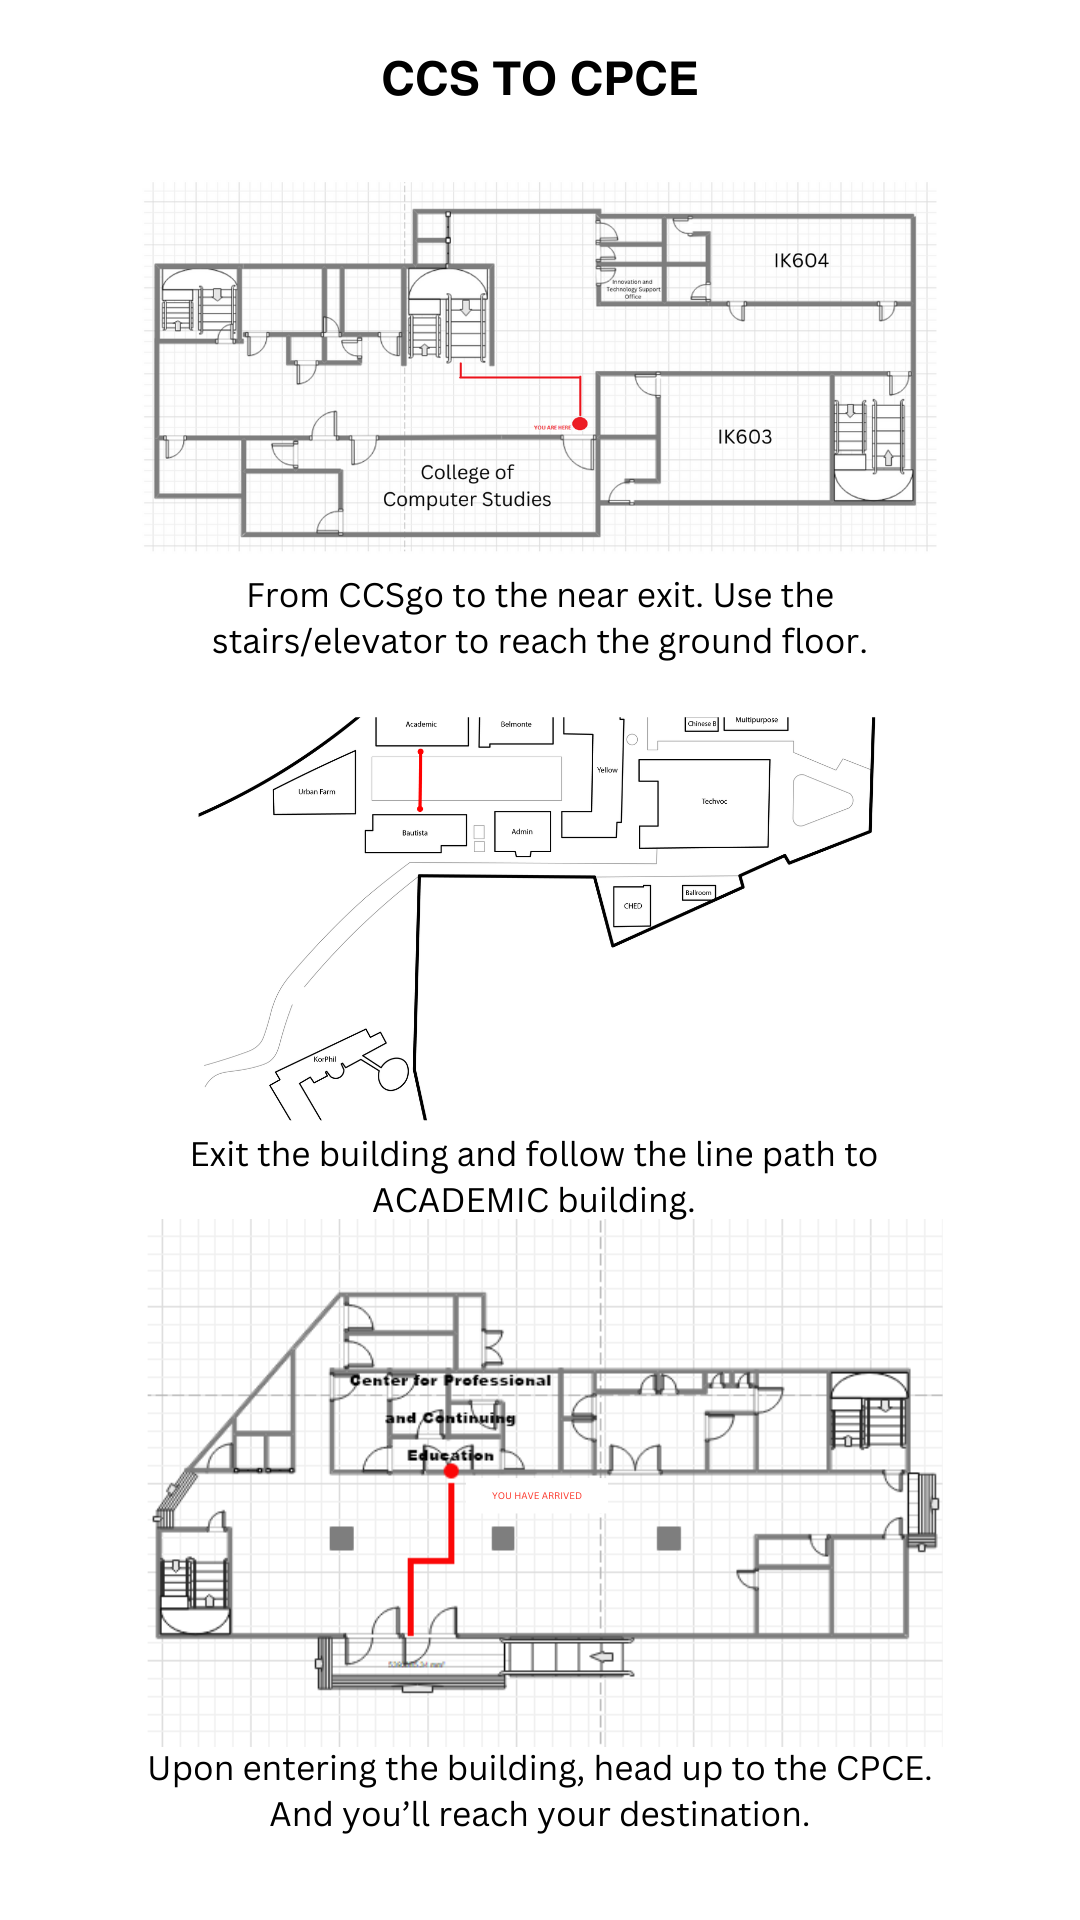 CCS TO CPCE
IK604
Innovation and
Technology Support
Office
YOU ARE HERE
IK603
College of
Computer Studies
From CCSgo to the near exit. Use the
stairs/elevator to reach the ground floor.
Academic
Belmonte
Chinese B
Multipurpose
Urban Farm
Yellow
Techvoc
Bautista
Admin
CHED
Ballroom
KorPhil
Exit the building and follow the line path to
ACADEMIC building.
Center for Professional
and Continuing
Education
YOU HAVE ARRIVED
Upon entering the building, head up to the CPCE.
And you’ll reach your destination.